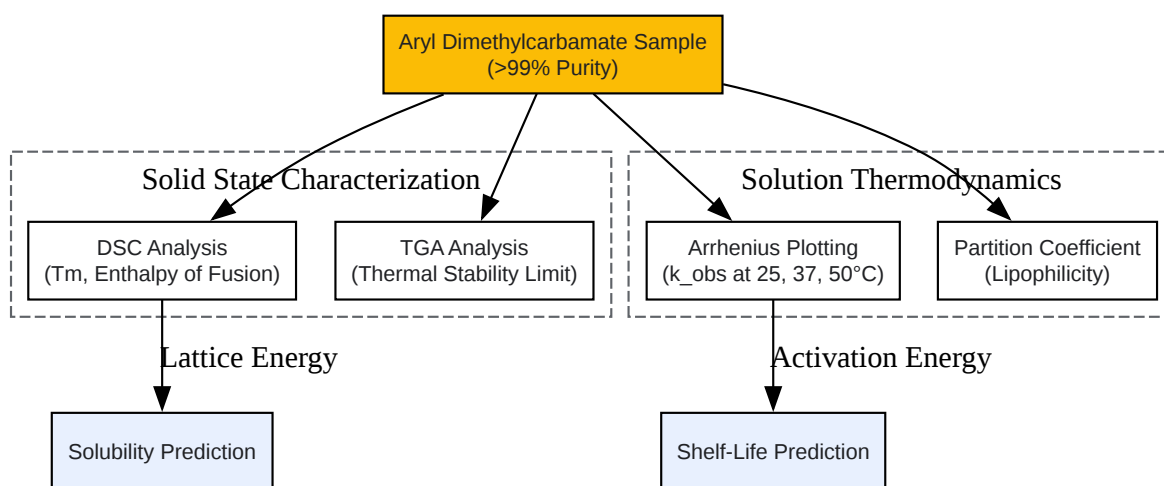 Aryl Dimethylcarbamate Sample
(>99% Purity)
Solid State Characterization
Solution Thermodynamics
DSC Analysis
(Tm, Enthalpy of Fusion)
TGA Analysis
(Thermal Stability Limit)
Arrhenius Plotting
(k_obs at 25, 37, 50°C)
Partition Coefficient
(Lipophilicity)
Lattice Energy
Activation Energy
Solubility Prediction
Shelf-Life Prediction